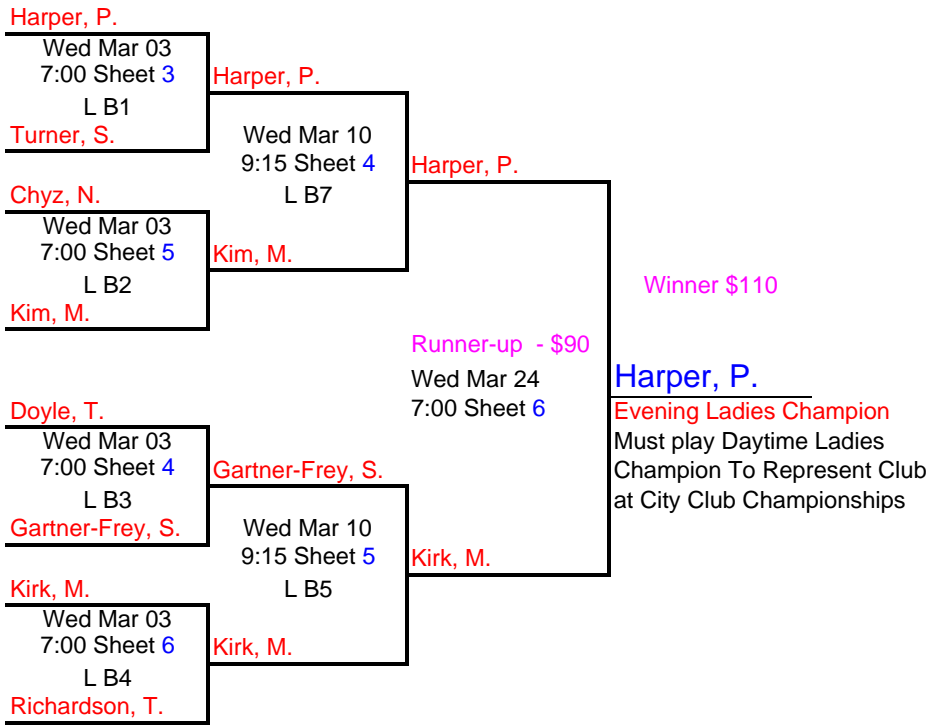 Harper, P.
Wed Mar 03
7:00 Sheet 3
L B1
Turner, S.
Harper, P.
Wed Mar 10
9:15 Sheet 4
L B7
Chyz, N.
Wed Mar 03
7:00 Sheet 5
L B2
Kim, M.
Kim, M.
Harper, P.
Winner $110
Runner-up - $90
Wed Mar 24
7:00 Sheet 6
Harper, P.
Evening Ladies Champion
Must play Daytime Ladies
Champion To Represent Club
at City Club Championships
Doyle, T.
Wed Mar 03
7:00 Sheet 4
L B3
Gartner-Frey, S.
Gartner-Frey, S.
Wed Mar 10
9:15 Sheet 5
L B5
Kirk, M.
Kirk, M.
Wed Mar 03
7:00 Sheet 6
L B4
Richardson, T.
Kirk, M.